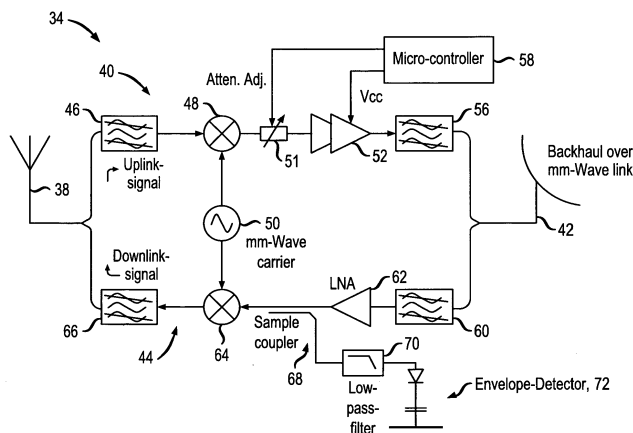 34
40
46
48
Atten. Adj.
Micro-controller
58
Vcc
56
51
52
38
Uplink-
signal
50
mm-Wave
carrier
Backhaul over
mm-Wave link
42
Downlink-
signal
LNA
62
66
44
64
Sample
coupler
68
60
70
Low-
pass-
filter
Envelope-Detector, 72